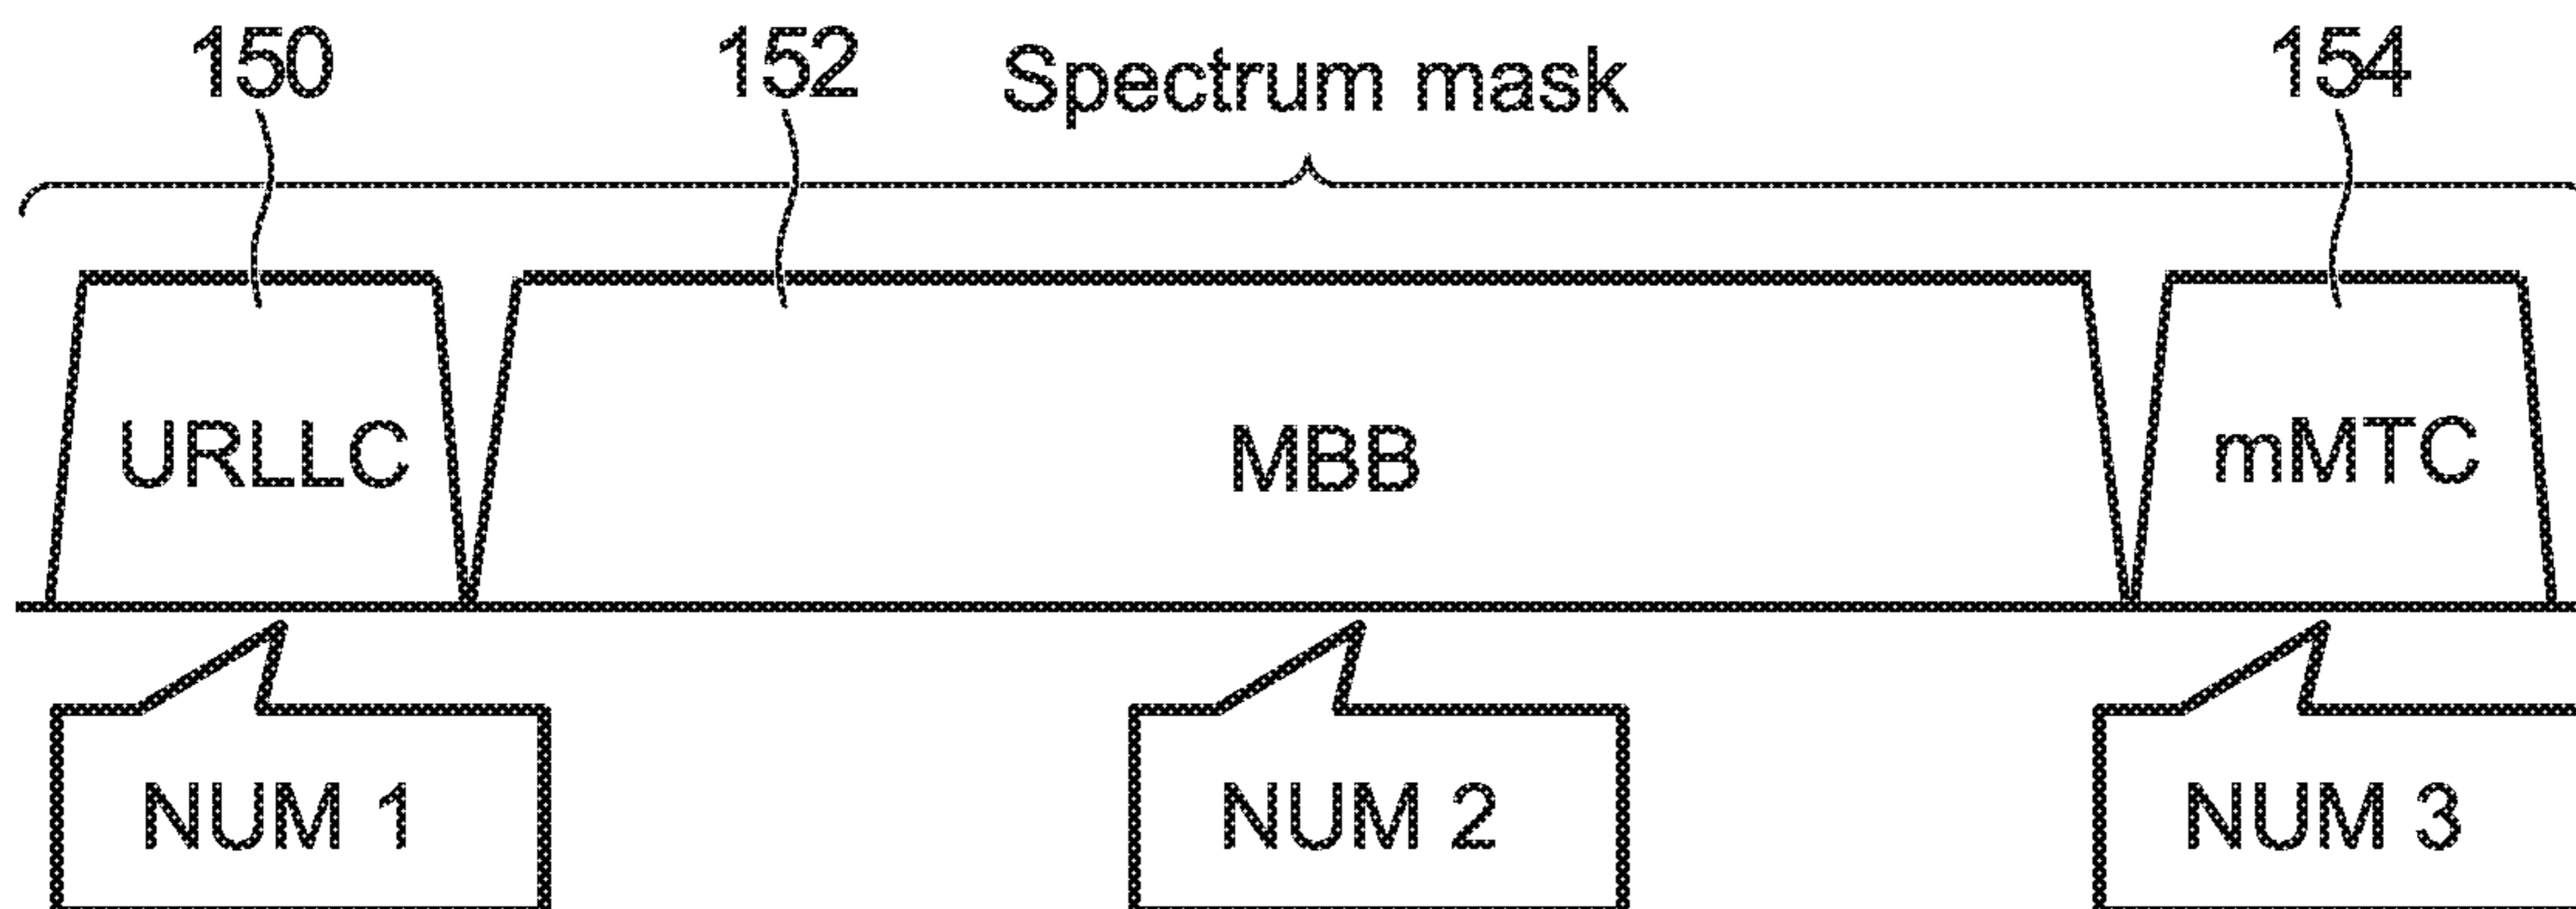 150
152
Spectrum mask
154
URLLC
MBB
mMTC
NUM 1
NUM 2
NUM 3